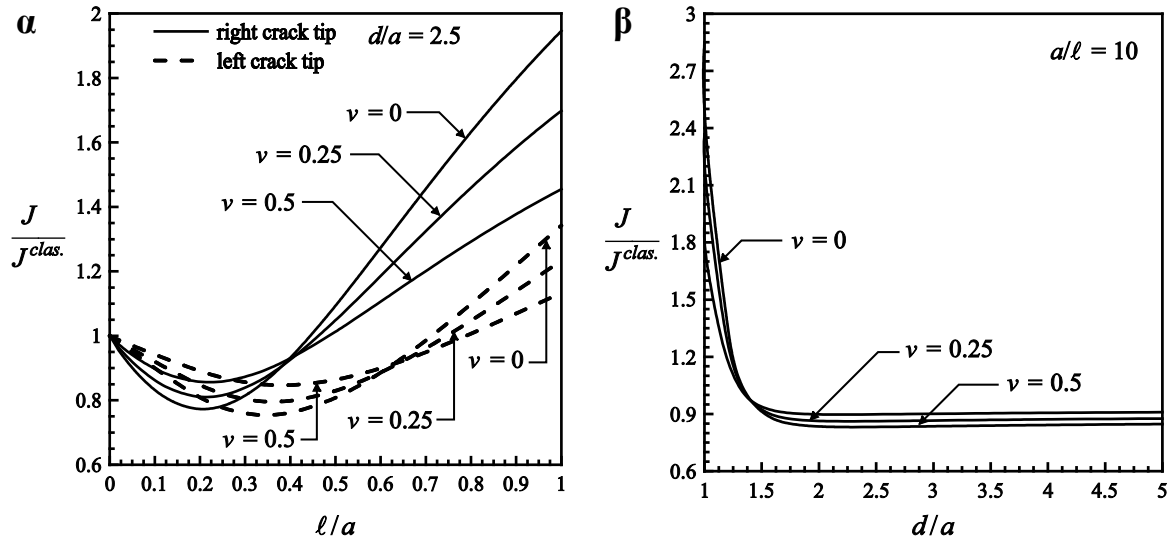 α
right crack tip
left crack tip
d/a = 2.5
ν = 0
ν = 0.25
ν = 0.5
ν = 0
ν = 0.25
ν = 0.5
J
J^clas.
2
1.8
1.6
1.4
1.2
1
0.8
0.6
0 0.1 0.2 0.3 0.4 0.5 0.6 0.7 0.8 0.9 1
ℓ/a
β
a/ℓ = 10
ν = 0
ν = 0.25
ν = 0.5
J
J^clas.
3
2.7
2.4
2.1
1.8
1.5
1.2
0.9
0.6
1 1.5 2 2.5 3 3.5 4 4.5 5
d/a